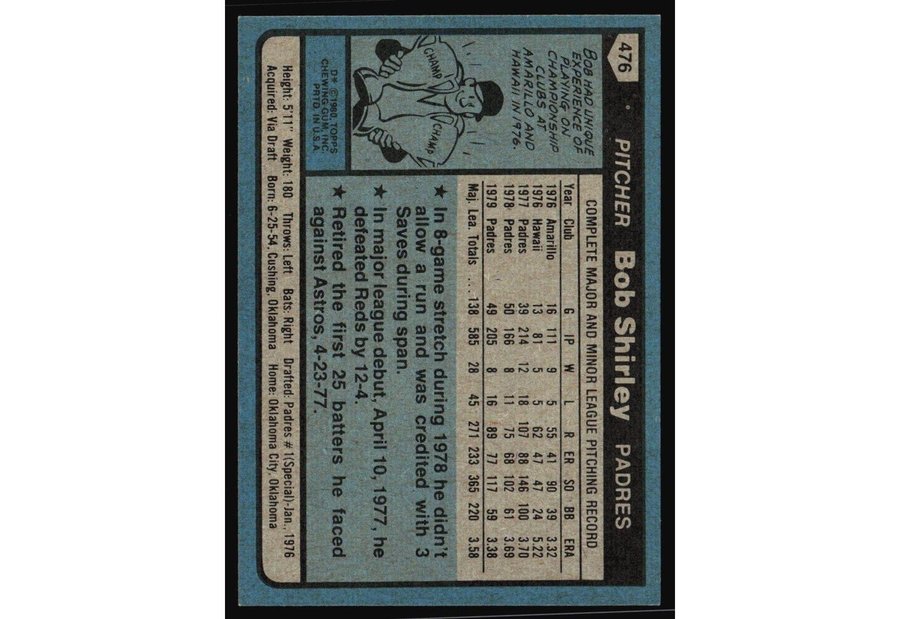 476 PITCHER Bob Shirley PADRES
BOB HAD UNIQUE
EXPERIENCE OF
PLAYING ON
CHAMPIONSHIP
CLUBS AT
AMARILLO AND
HAWAII IN 1976.
CHAMP
CHAMP
D* ©1980 TOPPS
CHEWING GUM, INC.
PRTD. IN U.S.A.
COMPLETE MAJOR AND MINOR LEAGUE PITCHING RECORD
Year Club G IP W L R ER SO BB ERA
1976 Amarillo 16 111 9 5 55 41 90 39 3.32
1976 Hawaii 13 81 5 5 62 47 47 24 5.22
1977 Padres 39 214 12 18 107 88 146 100 3.70
1978 Padres 50 166 8 11 75 68 102 61 3.69
1979 Padres 49 205 8 16 89 77 117 59 3.38
Maj. Lea. Totals ....138 585 28 45 271 233 365 220 3.58
★ In 8-game stretch during 1978 he didn't
allow a run and was credited with 3
Saves during span.
★ In major league debut, April 10, 1977, he
defeated Reds by 12-4.
★ Retired the first 25 batters he faced
against Astros, 4-23-77.
Height: 5'11" Weight: 180 Throws: Left Bats: Right Drafted: Padres #1(Special)-Jan., 1976
Acquired: Via Draft Born: 6-25-54, Cushing, Oklahoma Home: Oklahoma City, Oklahoma